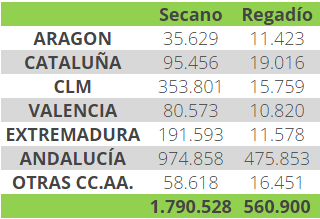 Secano Regadío
ARAGON 35.629 11.423
CATALUÑA 95.456 19.016
CLM 353.801 15.759
VALENCIA 80.573 10.820
EXTREMADURA 191.593 11.578
ANDALUCÍA 974.858 475.853
OTRAS CC.AA. 58.618 16.451
1.790.528 560.900